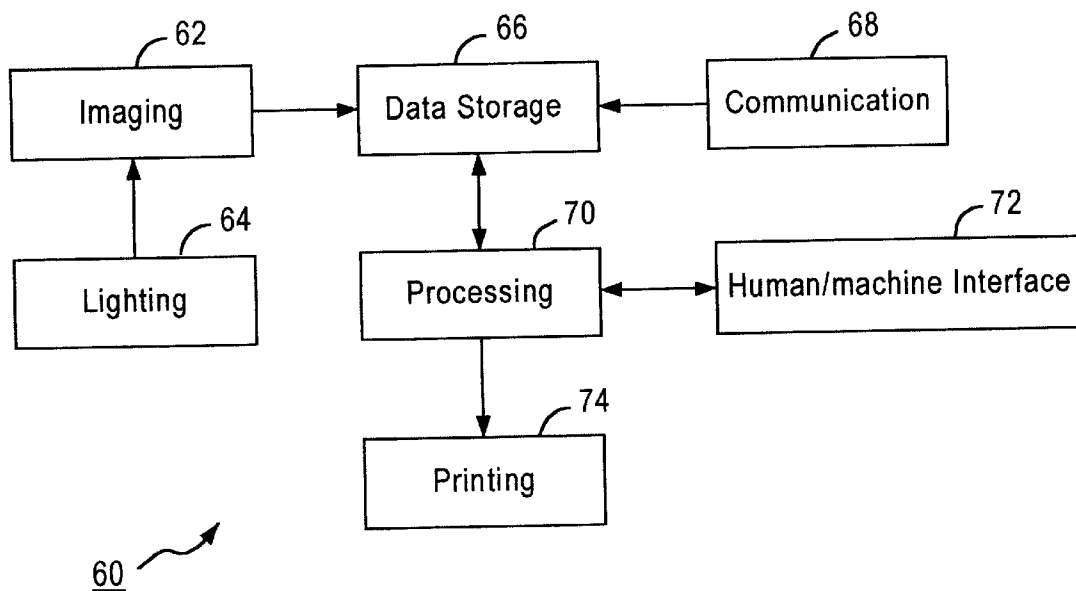 62
66
68
Imaging
Data Storage
Communication
64
70
72
Lighting
Processing
Human/machine Interface
74
Printing
60